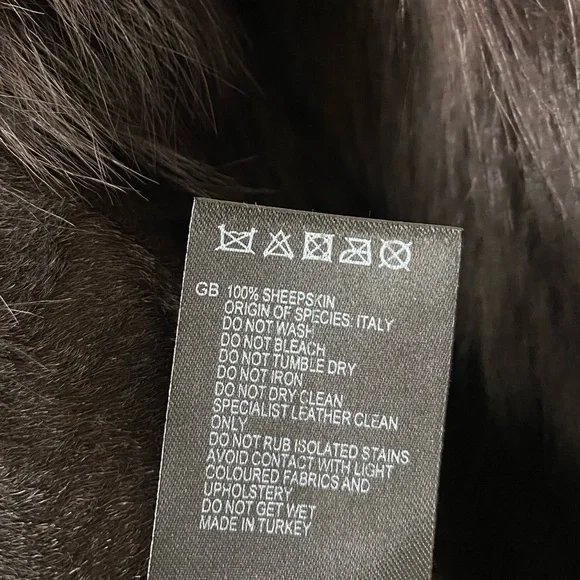 GB 100% SHEEPSKIN
ORIGIN OF SPECIES: ITALY
DO NOT WASH
DO NOT BLEACH
DO NOT TUMBLE DRY
DO NOT IRON
DO NOT DRY CLEAN
SPECIALIST LEATHER CLEAN
ONLY
DO NOT RUB ISOLATED STAINS
AVOID CONTACT WITH LIGHT
COLOURED FABRICS AND
UPHOLSTERY
DO NOT GET WET
MADE IN TURKEY